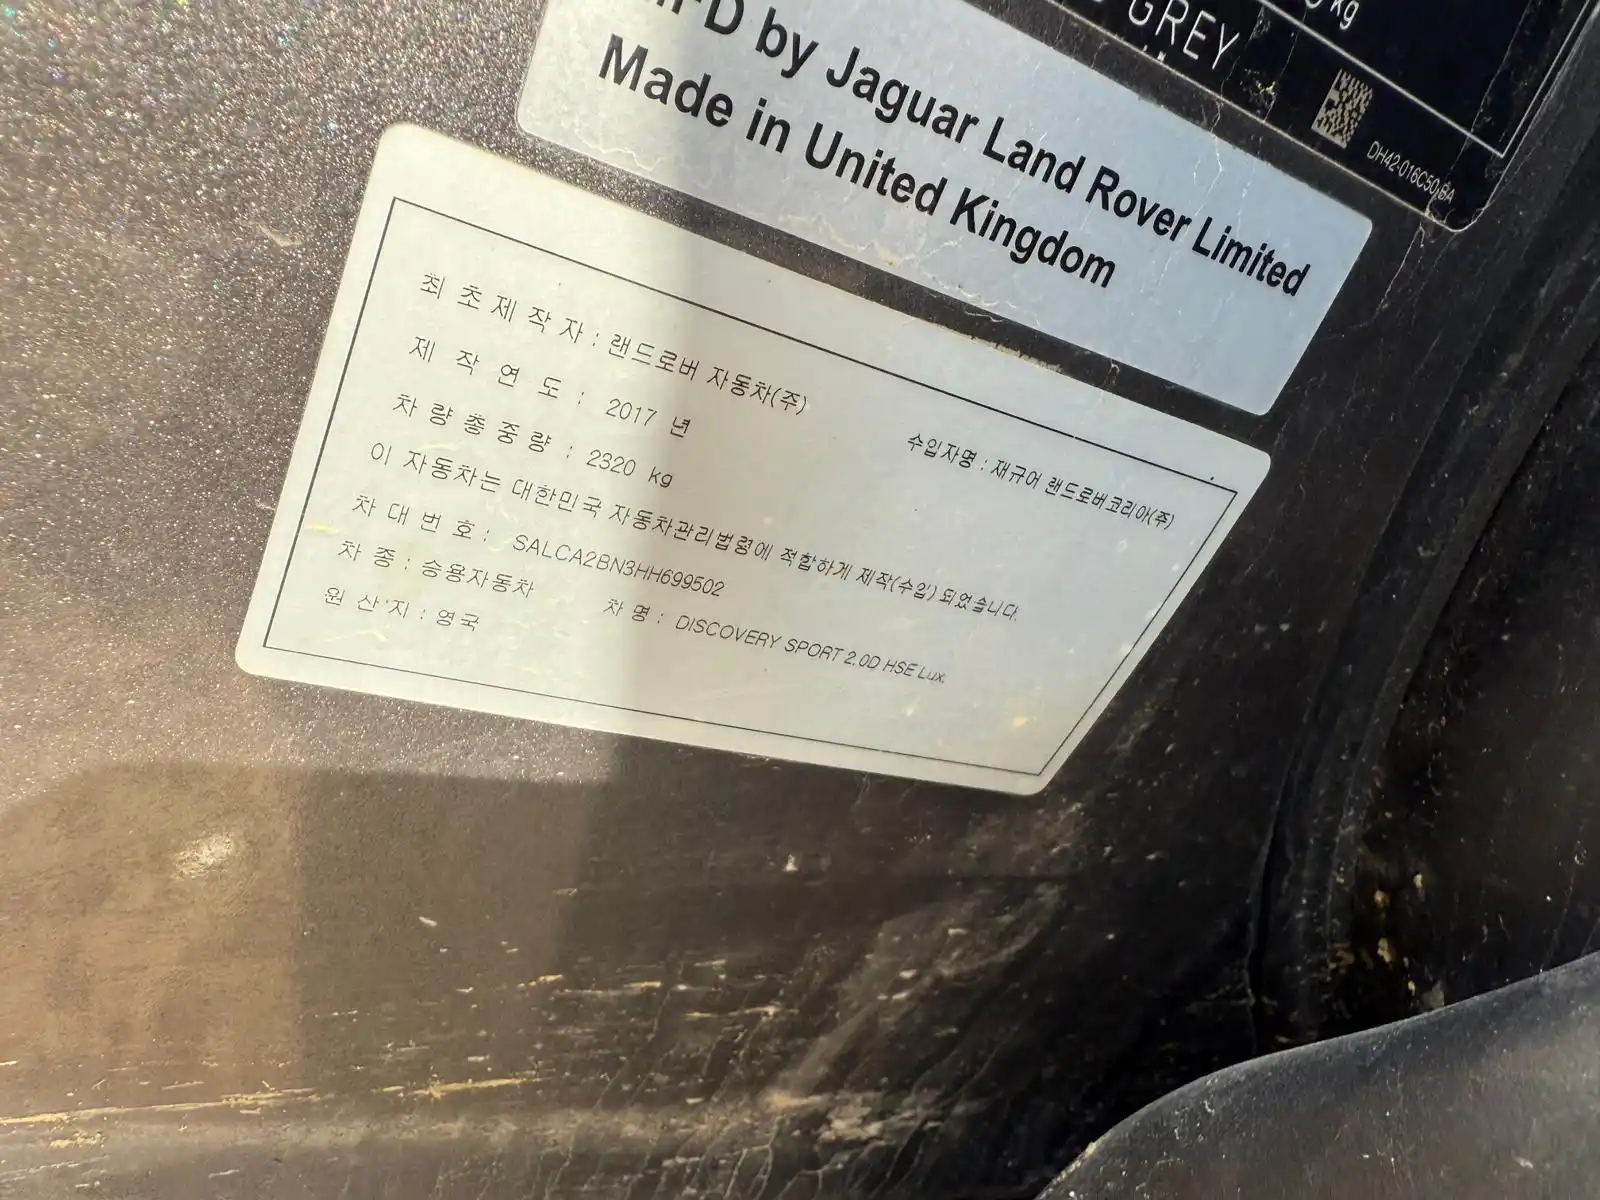 GREY
kg
DH42-016C50-BA
by Jaguar Land Rover Limited
Made in United Kingdom
최초제작자 : 랜드로버 자동차(주)
수입자명 : 재규어 랜드로버코리아(주)
제작연도 : 2017 년
차량총중량 : 2320 kg
이 자동차는 대한민국 자동차관리법령에 적합하게 제작(수입) 되었습니다.
차대번호 : SALCA2BN3HH699502
차종 : 승용자동차 차명 : DISCOVERY SPORT 2.0D HSE Lux.
원산지 : 영국